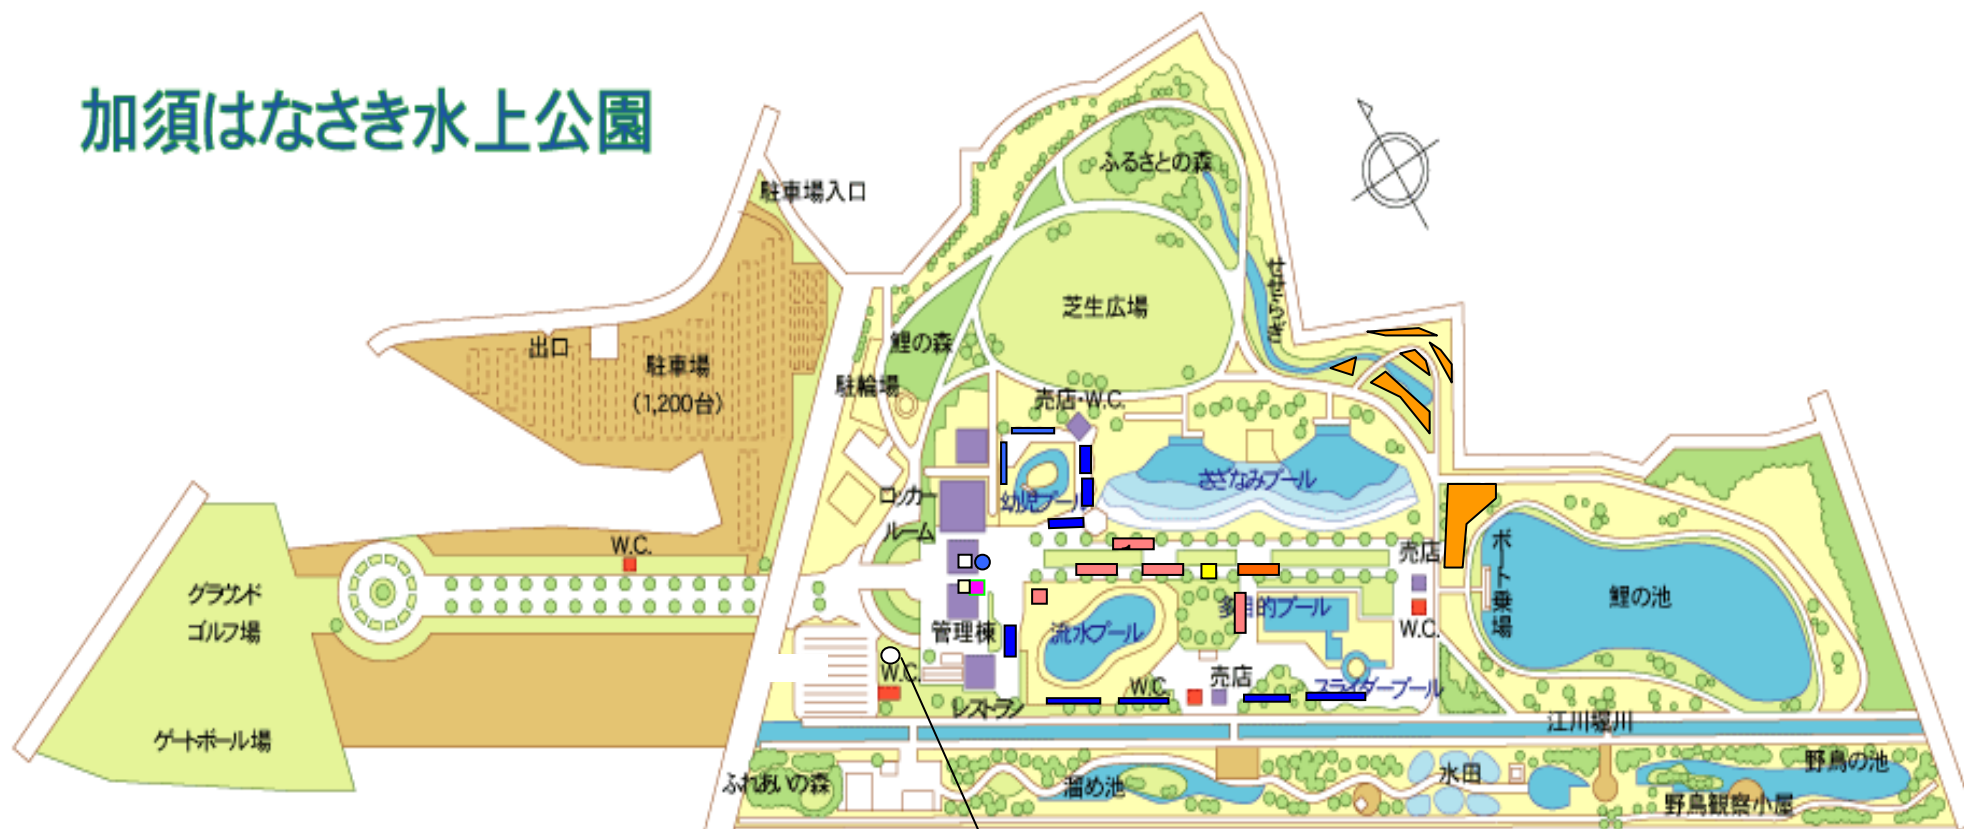 加須はなさき水上公園
駐車場入口
ふるさとの森
せせらぎ
芝生広場
出口
駐車場
(1,200台)
鯉の森
駐輪場
売店・W.C.
さざなみプール
幼児プール
ロッカー
ルーム
W.C.
売店
ボート乗場
グラウンド
ゴルフ場
鯉の池
多目的プール
流水プール
管理棟
W.C.
W.C.
売店
W.C.
スライダープール
レストラン
江川堀川
ゲートボール場
ふれあいの森
溜め池
水田
野鳥の池
野鳥観察小屋